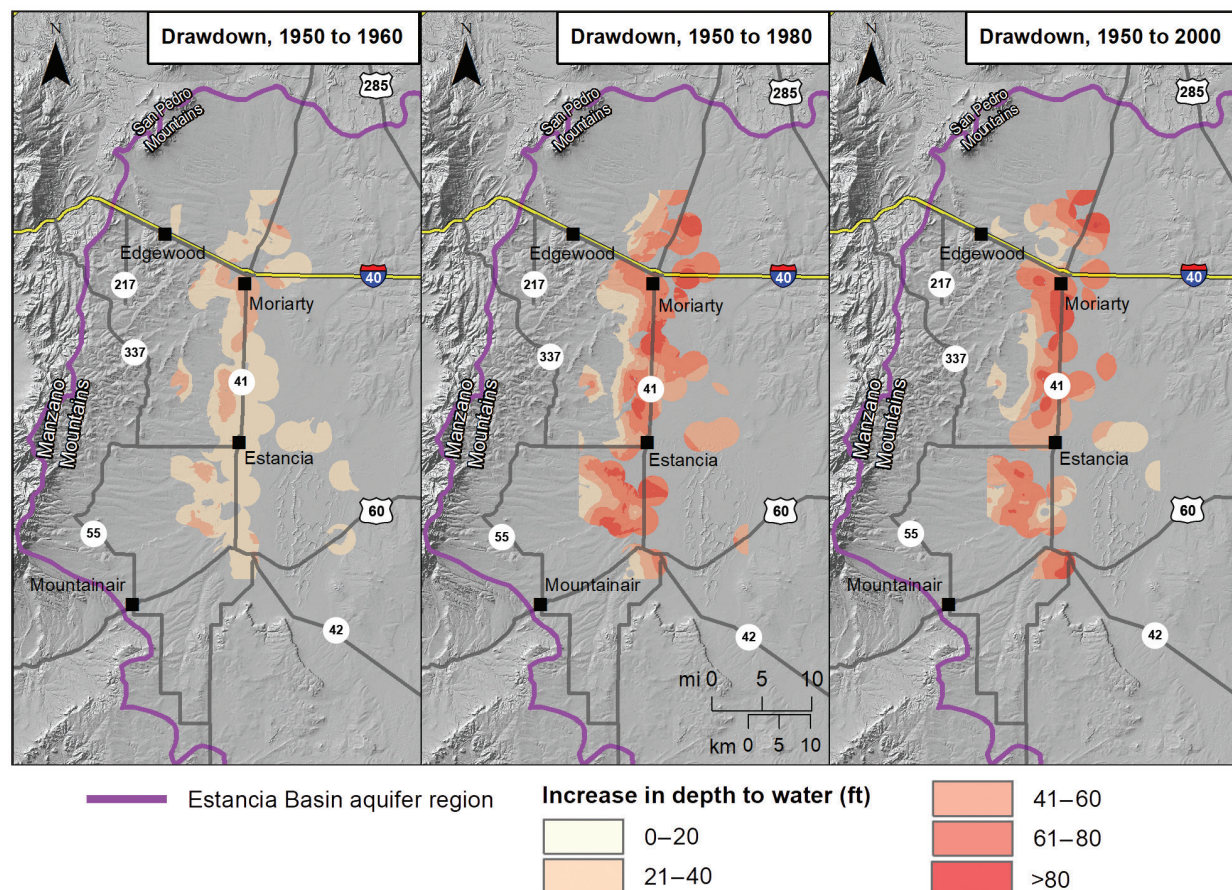 Drawdown, 1950 to 1960
N
285
San Pedro
Mountains
Edgewood
40
217
Moriarty
337
41
Manzano
Mountains
Estancia
60
55
Mountainair
42
Drawdown, 1950 to 1980
N
285
San Pedro
Mountains
Edgewood
40
217
Moriarty
337
41
Manzano
Mountains
Estancia
60
55
Mountainair
42
mi 0 5 10
km 0 5 10
Drawdown, 1950 to 2000
N
285
San Pedro
Mountains
Edgewood
40
217
Moriarty
337
41
Manzano
Mountains
Estancia
60
55
Mountainair
42
Estancia Basin aquifer region
Increase in depth to water (ft)
0–20
21–40
41–60
61–80
>80